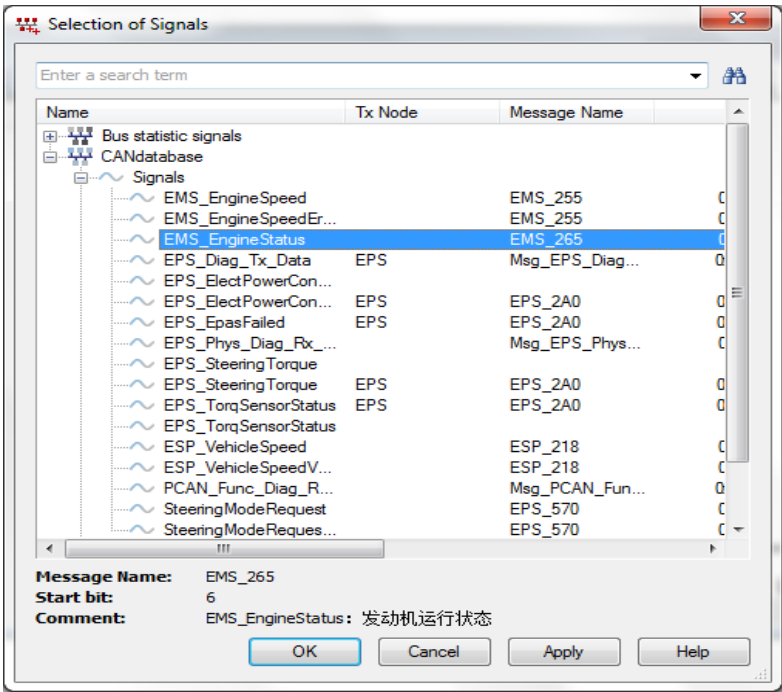 Selection of Signals
Enter a search term
Name Tx Node Message Name
Bus statistic signals
CANdatabase
Signals
EMS_EngineSpeed EMS_255
EMS_EngineSpeedEr... EMS_255
EMS_EngineStatus EMS_265
EPS_Diag_Tx_Data EPS Msg_EPS_Diag...
EPS_ElectPowerCon...
EPS_ElectPowerCon... EPS EPS_2A0
EPS_EpasFailed EPS EPS_2A0
EPS_Phys_Diag_Rx_... Msg_EPS_Phys...
EPS_SteeringTorque
EPS_SteeringTorque EPS EPS_2A0
EPS_TorqSensorStatus EPS EPS_2A0
EPS_TorqSensorStatus
ESP_VehicleSpeed ESP_218
ESP_VehicleSpeedV... ESP_218
PCAN_Func_Diag_R... Msg_PCAN_Fun...
SteeringModeRequest EPS_570
SteeringModeReques... EPS_570
Message Name: EMS_265
Start bit: 6
Comment: EMS_EngineStatus：发动机运行状态
OK Cancel Apply Help